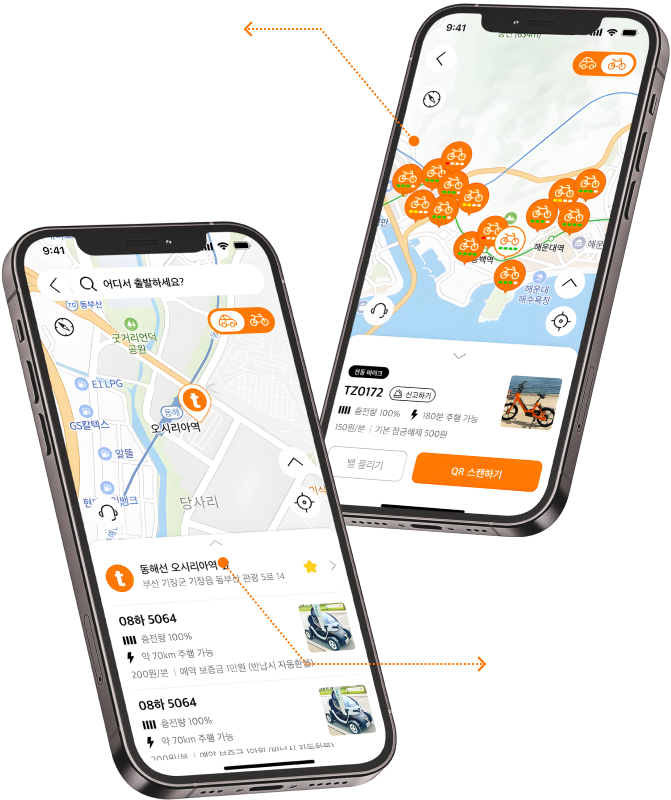 9:41
해운대역
해운대
해수욕장
전동 바이크
TZ0172
신고하기
충전량 100%
180분 주행 가능
150원/분 | 기본 잠금해제 500원
벨 울리기
QR 스캔하기
9:41
어디서 출발하세요?
동부산
굿거리언덕
공원
E1 LPG
GS칼텍스
알뜰
동해
오시리아역
당사리
t
동해선 오시리아역
부산 기장군 기장읍 동부산 관광 5로 14
08하 5064
충전량 100%
약 70km 주행 가능
200원/분 | 예약 보증금 1만원 (반납시 자동환불)
08하 5064
충전량 100%
약 70km 주행 가능
200원/분 | 예약 보증금 1만원 (반납시 자동환불)